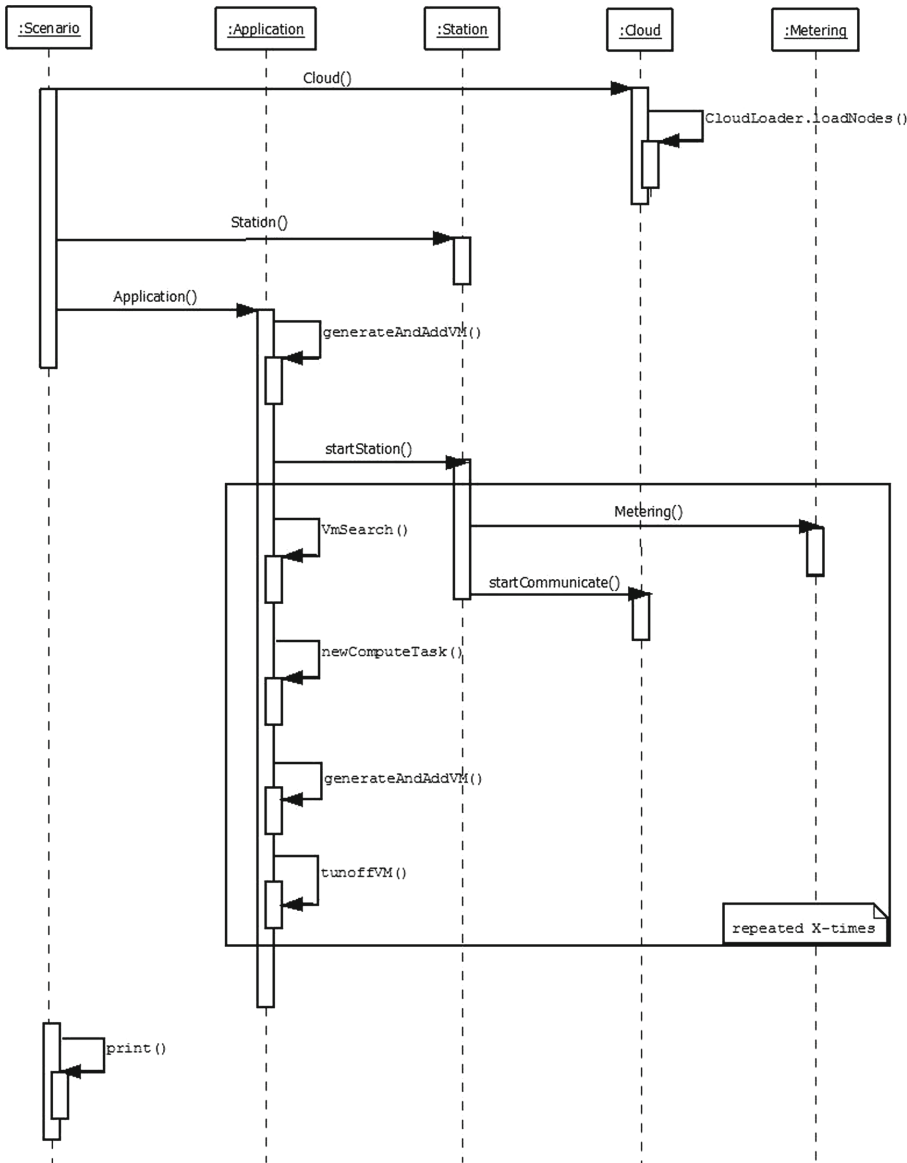 :Scenario
:Application
:Station
:Cloud
:Metering
Cloud()
CloudLoader.loadNodes()
Station()
Application()
generateAndAddVM()
startStation()
Metering()
VmSearch()
startCommunicate()
newComputeTask()
generateAndAddVM()
tunoffVM()
repeated X-times
print()